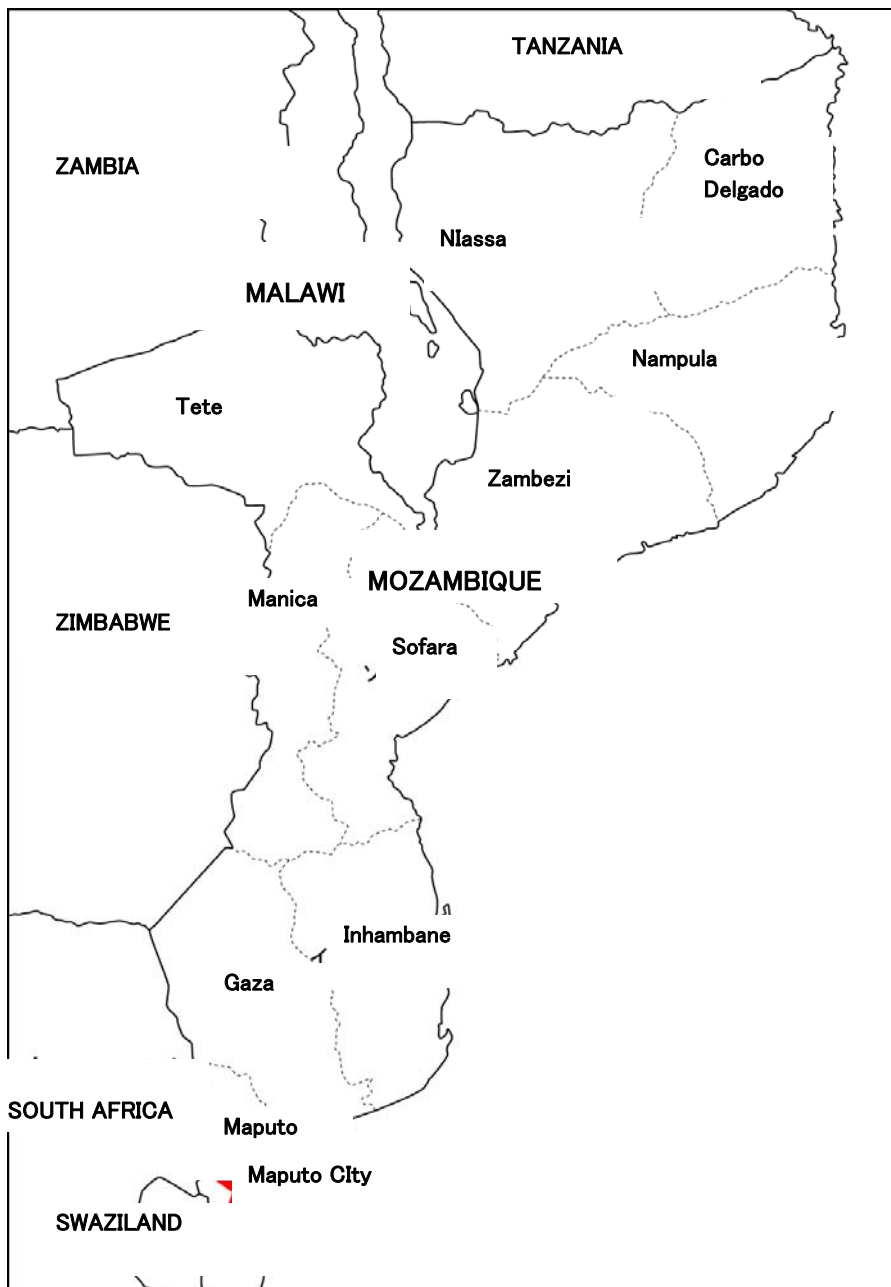 TANZANIA
ZAMBIA
Carbo
Delgado
NIassa
MALAWI
Nampula
Tete
Zambezi
MOZAMBIQUE
Manica
ZIMBABWE
Sofara
Inhambane
Gaza
SOUTH AFRICA
Maputo
Maputo CIty
SWAZILAND